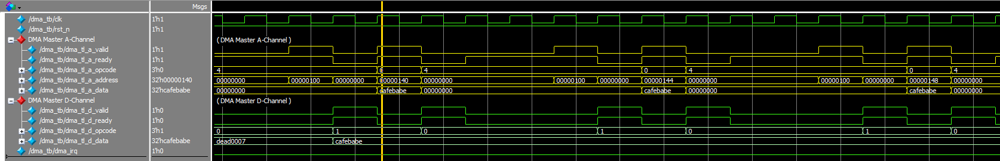 Msgs
/dma_tb/clk 1'h1
/dma_tb/rst_n 1'h1
DMA Master A-Channel ( DMA Master A-Channel )
/dma_tb/dma_tl_a_valid 1'h1
/dma_tb/dma_tl_a_ready 1'h1
/dma_tb/dma_tl_a_opcode 3'h0 4 0 4 0 4 0 4
/dma_tb/dma_tl_a_address 32'h00000140 00000000 00000100 00000000 00000140 00000000 00000100 00000000 00000144 00000000 00000100 00000000 00000148 00000000
/dma_tb/dma_tl_a_data 32'hcafebabe 00000000 cafebabe 00000000 cafebabe 00000000 cafebabe 00000000
DMA Master D-Channel ( DMA Master D-Channel )
/dma_tb/dma_tl_d_valid 1'h0
/dma_tb/dma_tl_d_ready 1'h0
/dma_tb/dma_tl_d_opcode 3'h1 0 1 0 1 0 1 0
/dma_tb/dma_tl_d_data 32'hcafebabe dead0007 cafebabe
/dma_tb/dma_irq 1'h0